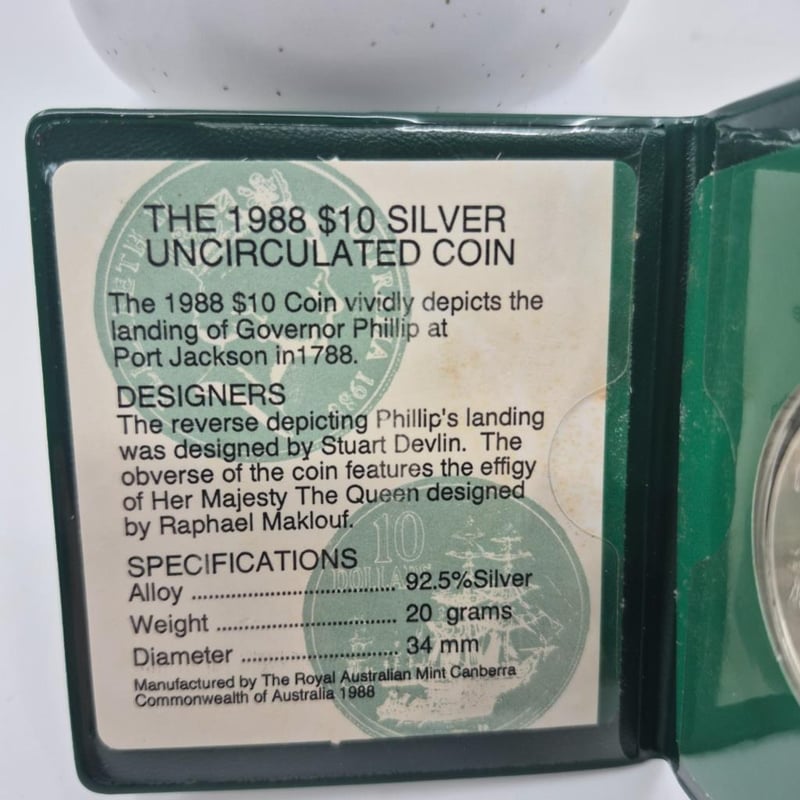 THE 1988 $10 SILVER
UNCIRCULATED COIN
The 1988 $10 Coin vividly depicts the
landing of Governor Phillip at
Port Jackson in1788.
DESIGNERS
The reverse depicting Phillip's landing
was designed by Stuart Devlin. The
obverse of the coin features the effigy
of Her Majesty The Queen designed
by Raphael Maklouf.
10
DOLLARS
SPECIFICATIONS
Alloy .................................... 92.5%Silver
Weight ................................ 20 grams
Diameter ............................ 34 mm
Manufactured by The Royal Australian Mint Canberra
Commonwealth of Australia 1988